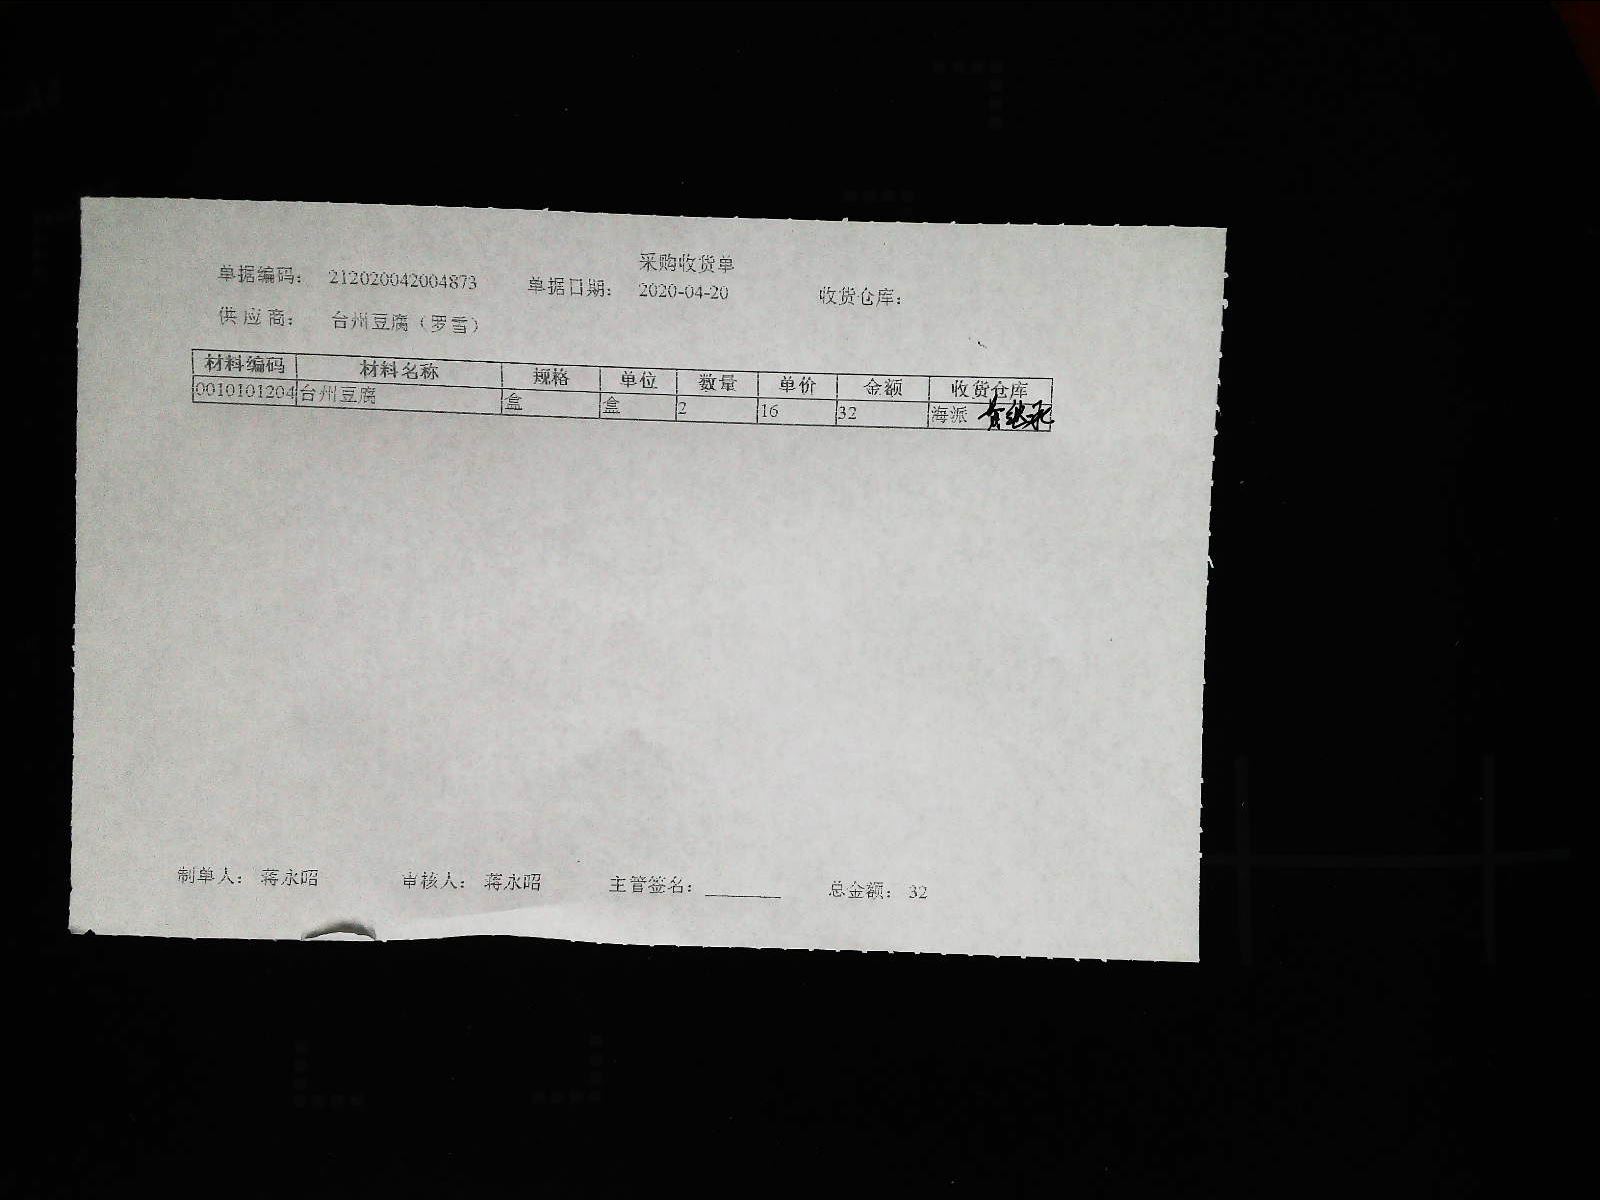 采购收货单
单据编码： 212020042004873 单据日期： 2020-04-20 收货仓库：
供应商： 台州豆腐（罗雪）
材料编码 材料名称 规格 单位 数量 单价 金额 收货仓库
0010101204 台州豆腐 盒 盒 2 16 32 海派
制单人： 蒋永昭 审核人： 蒋永昭 主管签名： 总金额： 32